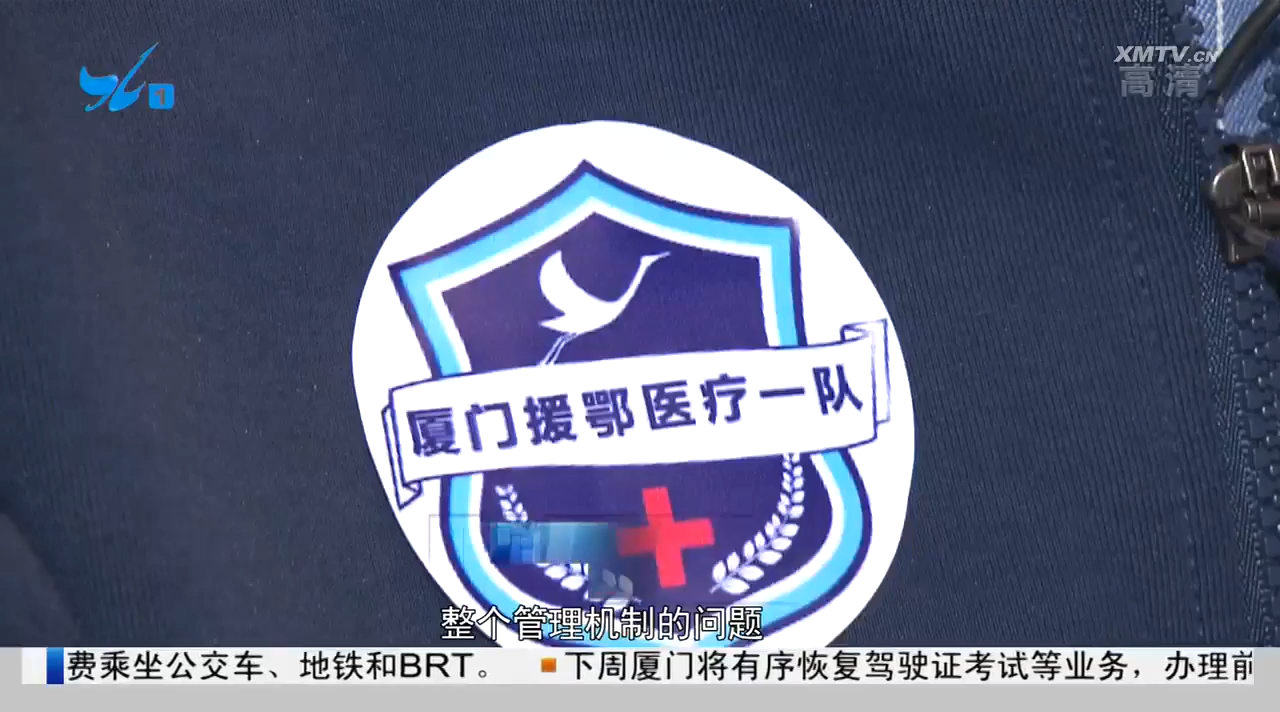 1
XMTV.CN
高清
厦门援鄂医疗一队
整个管理机制的问题
费乘坐公交车、地铁和BRT。 下周厦门将有序恢复驾驶证考试等业务，办理前